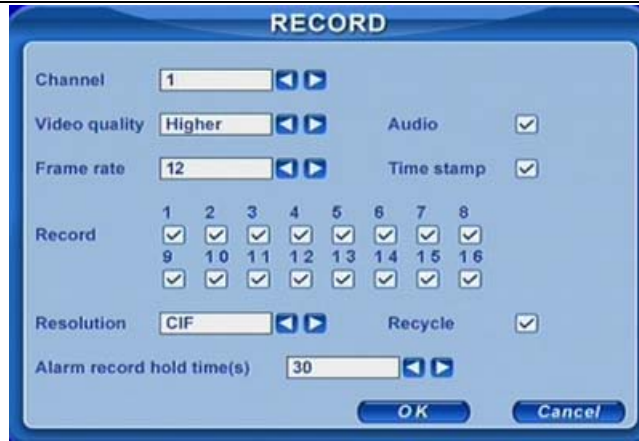 RECORD
Channel 1
Video quality Higher Audio
Frame rate 12 Time stamp
1 2 3 4 5 6 7 8
Record
9 10 11 12 13 14 15 16
Resolution CIF Recycle
Alarm record hold time(s) 30
OK Cancel